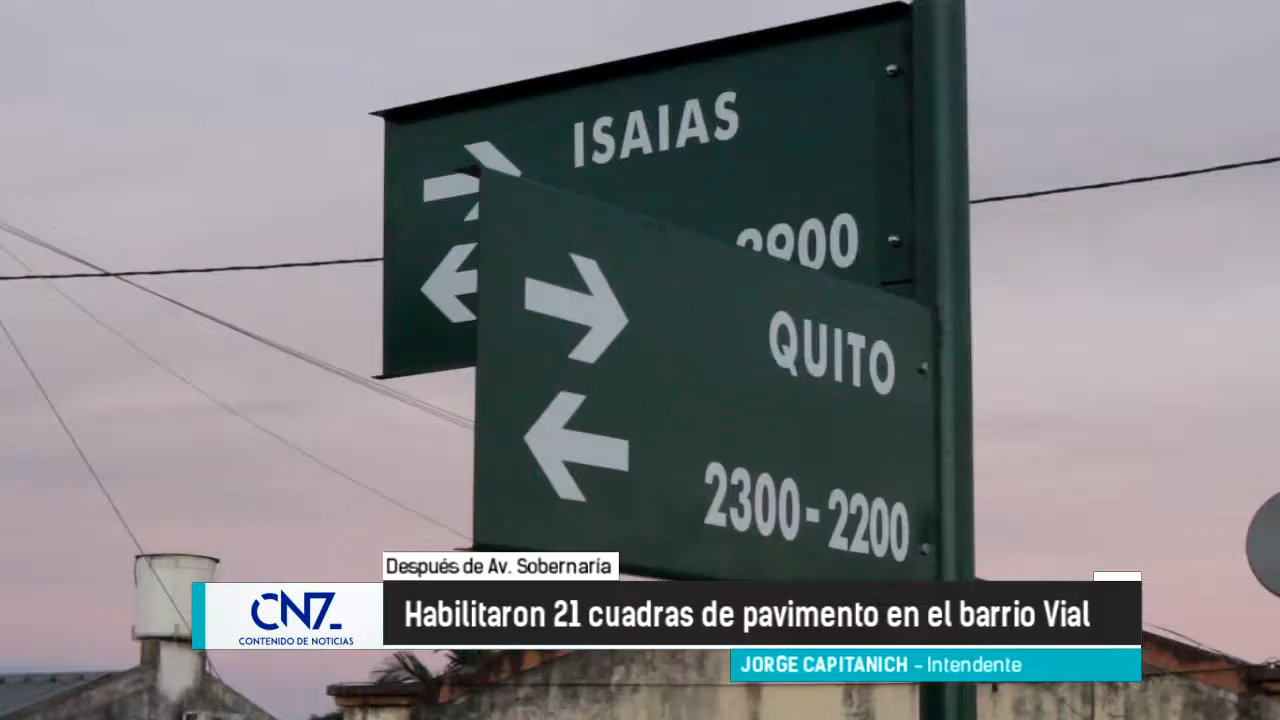 ISAIAS
2900
QUITO
2300-2200
Después de Av. Sobernaría
CN7
CONTENIDO DE NOTICIAS
Habilitaron 21 cuadras de pavimento en el barrio Vial
JORGE CAPITANICH - Intendente